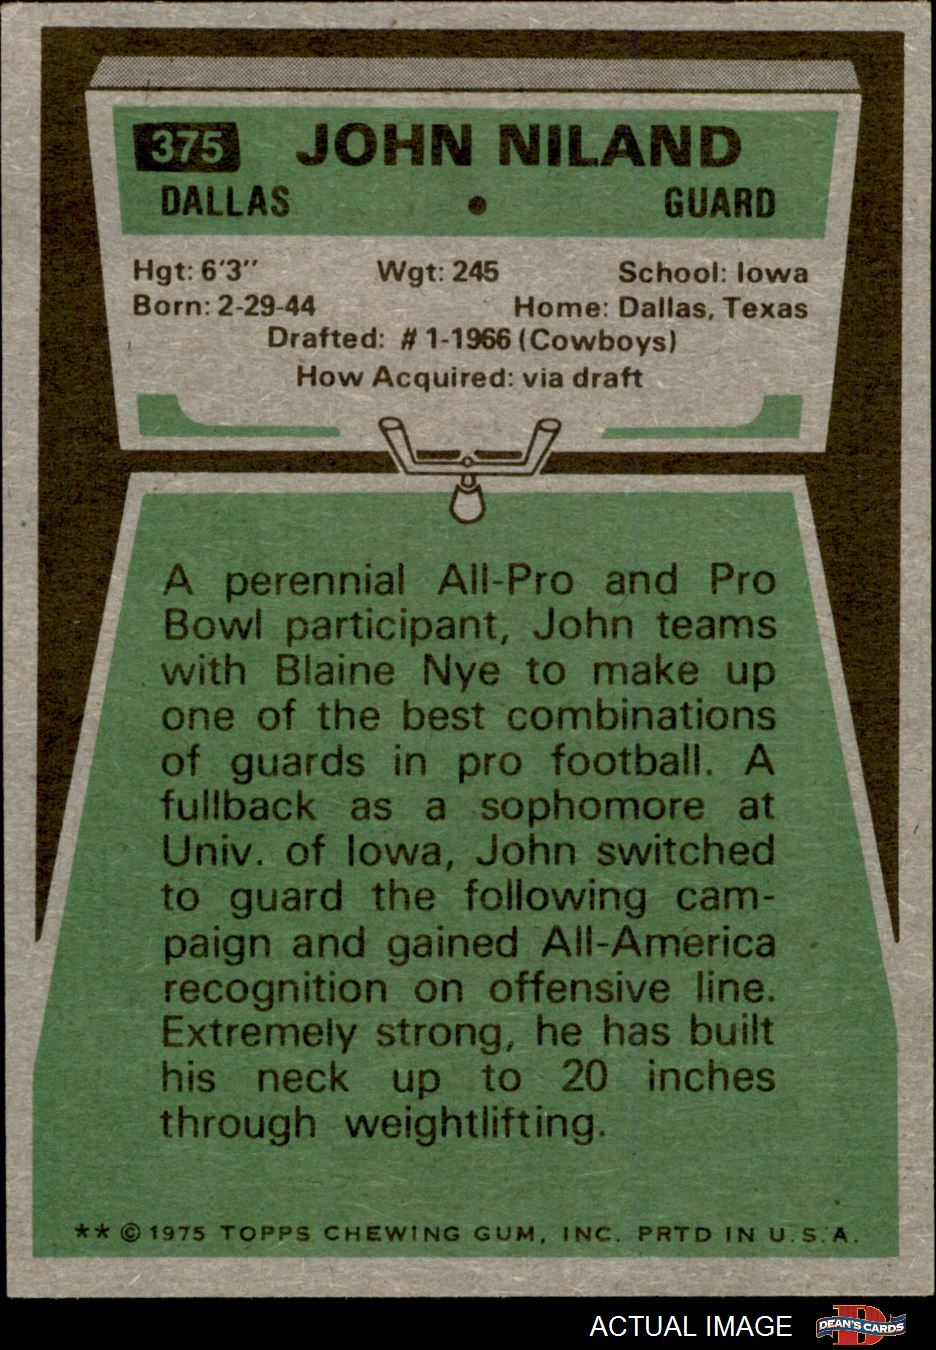 375 JOHN NILAND
DALLAS • GUARD
Hgt: 6'3" Wgt: 245 School: Iowa
Born: 2-29-44 Home: Dallas, Texas
Drafted: # 1-1966 (Cowboys)
How Acquired: via draft
A perennial All-Pro and Pro
Bowl participant, John teams
with Blaine Nye to make up
one of the best combinations
of guards in pro football. A
fullback as a sophomore at
Univ. of Iowa, John switched
to guard the following cam-
paign and gained All-America
recognition on offensive line.
Extremely strong, he has built
his neck up to 20 inches
through weightlifting.
** © 1975 TOPPS CHEWING GUM, INC. PRTD IN U.S.A.
ACTUAL IMAGE DEAN'S CARDS